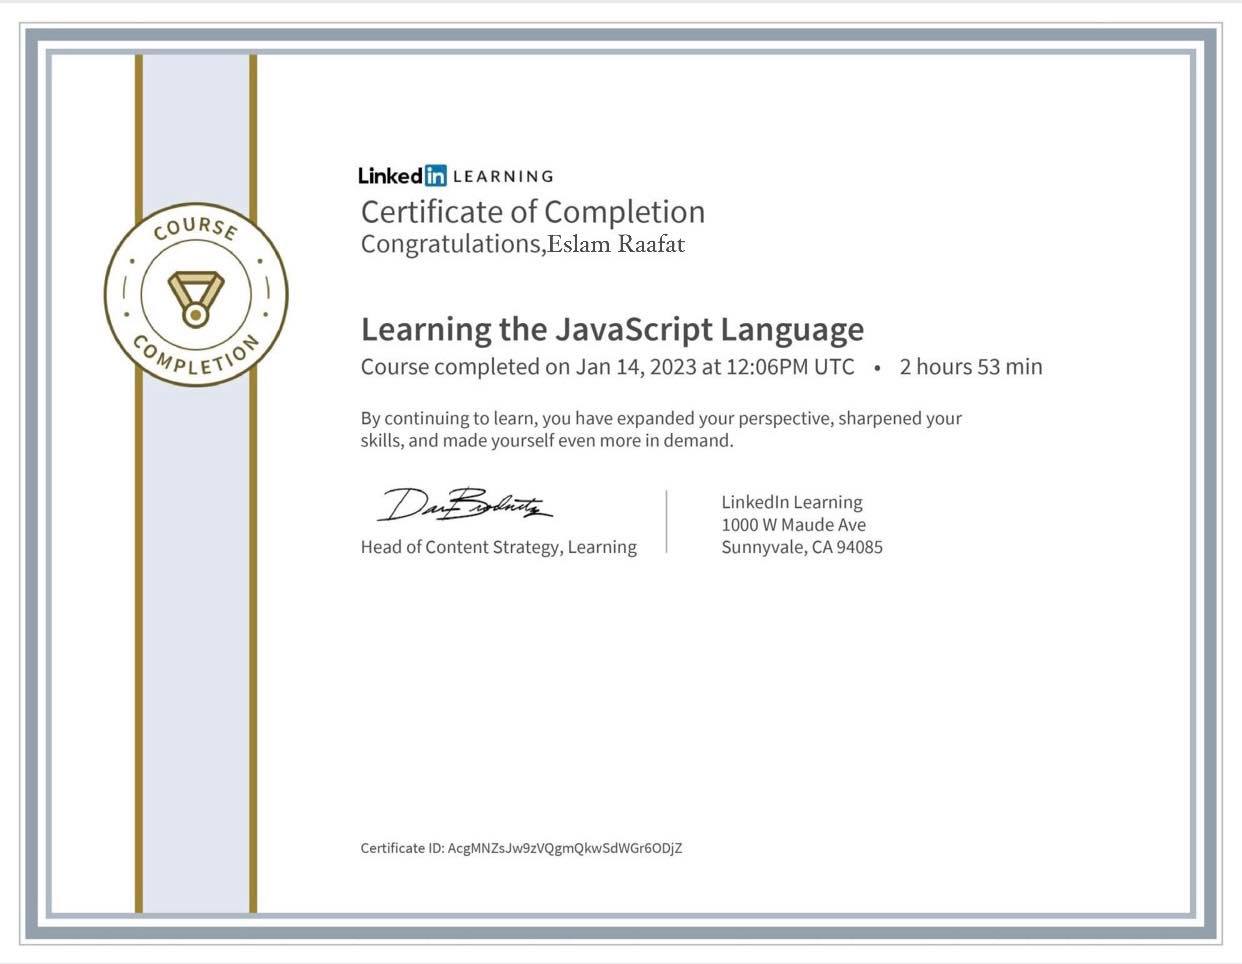 COURSE
COMPLETION
Linkedin LEARNING
Certificate of Completion
Congratulations,Eslam Raafat
Learning the JavaScript Language
Course completed on Jan 14, 2023 at 12:06PM UTC • 2 hours 53 min
By continuing to learn, you have expanded your perspective, sharpened your
skills, and made yourself even more in demand.
Head of Content Strategy, Learning
LinkedIn Learning
1000 W Maude Ave
Sunnyvale, CA 94085
Certificate ID: AcgMNZsJw9zVQgmQkwSdWGr6ODjZ